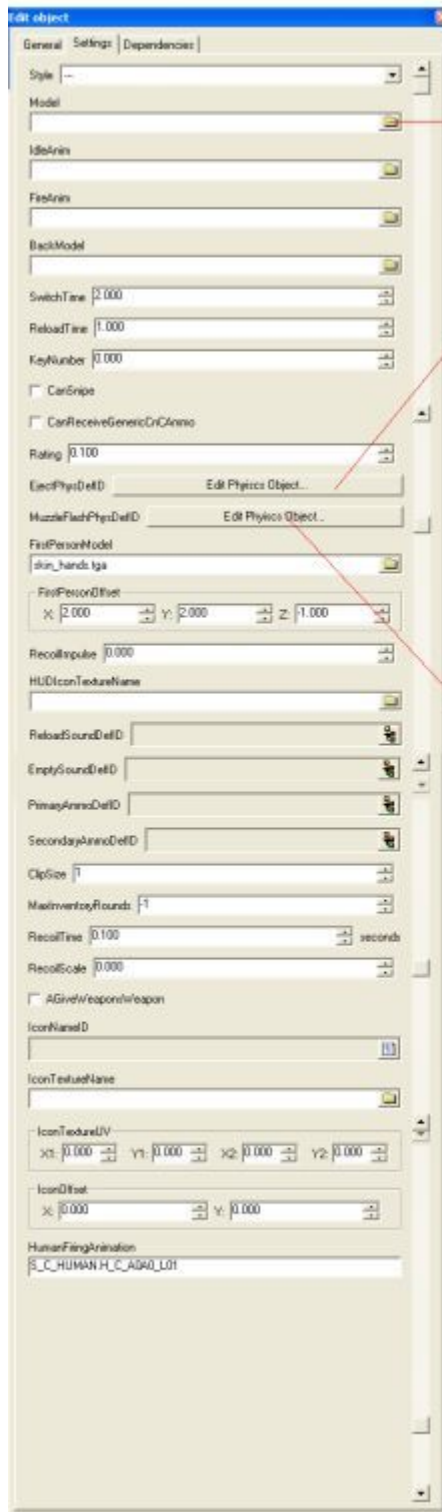 Edit object
General Settings Dependencies
Style --
Model
IdleAnim
FireAnim
BackModel
SwitchTime 2.000
ReloadTime 1.000
KeyNumber 0.000
CanSnipe
CanReceiveGenericCnCAmmo
Rating 0.100
EjectPhysDefID Edit Phyiscs Object...
MuzzleFlashPhysDefID Edit Phyiscs Object...
FirstPersonModel
skin_hands.tga
FirstPersonOffset
X: 2.000 Y: 2.000 Z: -1.000
RecoilImpulse 0.000
HUDIconTextureName
ReloadSoundDefID
EmptySoundDefID
PrimaryAmmoDefID
SecondaryAmmoDefID
ClipSize 1
MaxInventoryRounds -1
RecoilTime 0.100 seconds
RecoilScale 0.000
AGiveWeaponsWeapon
IconNameID
IconTextureName
IconTextureUV
X1: 0.000 Y1: 0.000 X2: 0.000 Y2: 0.000
IconOffset
X: 0.000 Y: 0.000
HumanFiringAnimation
S_C_HUMAN.H_C_A0A0_L01